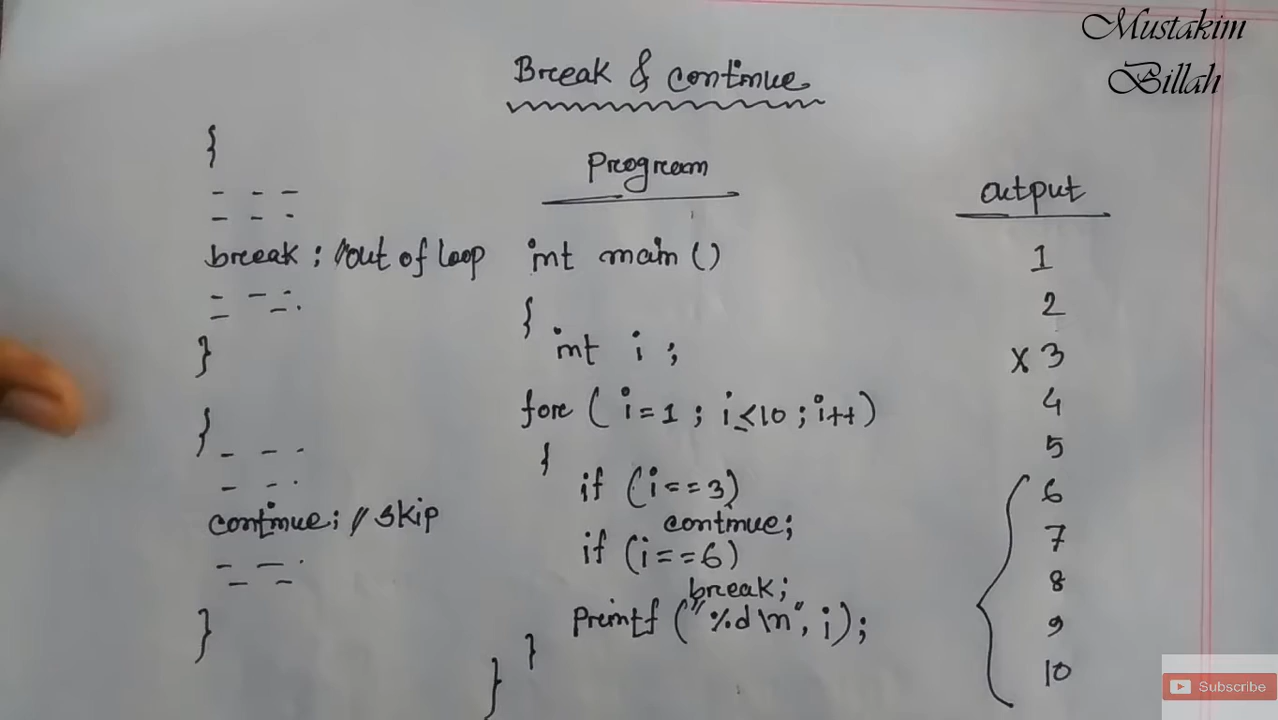 Mustakim
Billah
Break & continue
{
- - -
- - -
break; //out of loop
- - -
}
{
- - -
- - -
continue; // skip
- - -
}
Program
int main ()
{
int i ;
for ( i = 1 ; i ≤ 10 ; i++ )
{
if (i==3)
continue;
if (i==6)
break;
Printf ("%d\n", i);
}
}
output
1
2
x 3
4
5
6
7
8
9
10
Subscribe